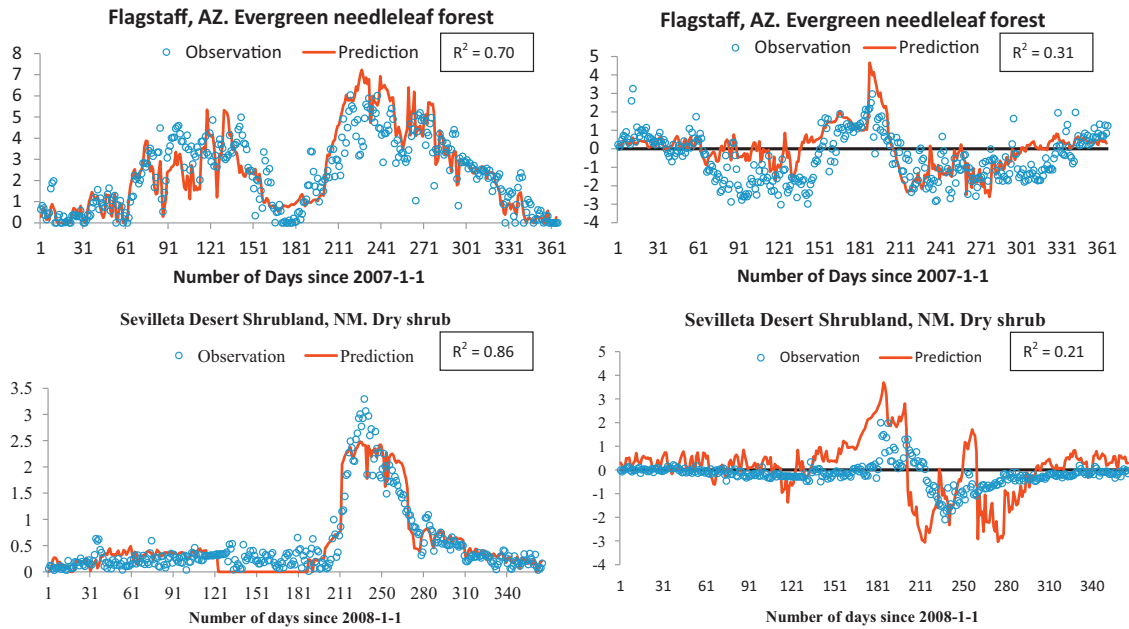 Flagstaff, AZ. Evergreen needleleaf forest
Observation Prediction
R² = 0.70
8
7
6
5
4
3
2
1
0
1 31 61 91 121 151 181 211 241 271 301 331 361
Number of Days since 2007-1-1
Flagstaff, AZ. Evergreen needleleaf forest
Observation Prediction
R² = 0.31
5
4
3
2
1
0
-1
-2
-3
-4
1 31 61 91 121 153 183 211 241 271 301 331 361
Number of Days since 2007-1-1
Sevilleta Desert Shrubland, NM. Dry shrub
Observation Prediction
R² = 0.86
3.5
3
2.5
2
1.5
1
0.5
0
1 31 61 91 121 151 181 211 241 271 310 340
Number of days since 2008-1-1
Sevilleta Desert Shrubland, NM. Dry shrub
Observation Prediction
R² = 0.21
5
4
3
2
1
0
-1
-2
-3
-4
1 31 61 91 121 151 181 220 250 280 310 340
Number of days since 2008-1-1